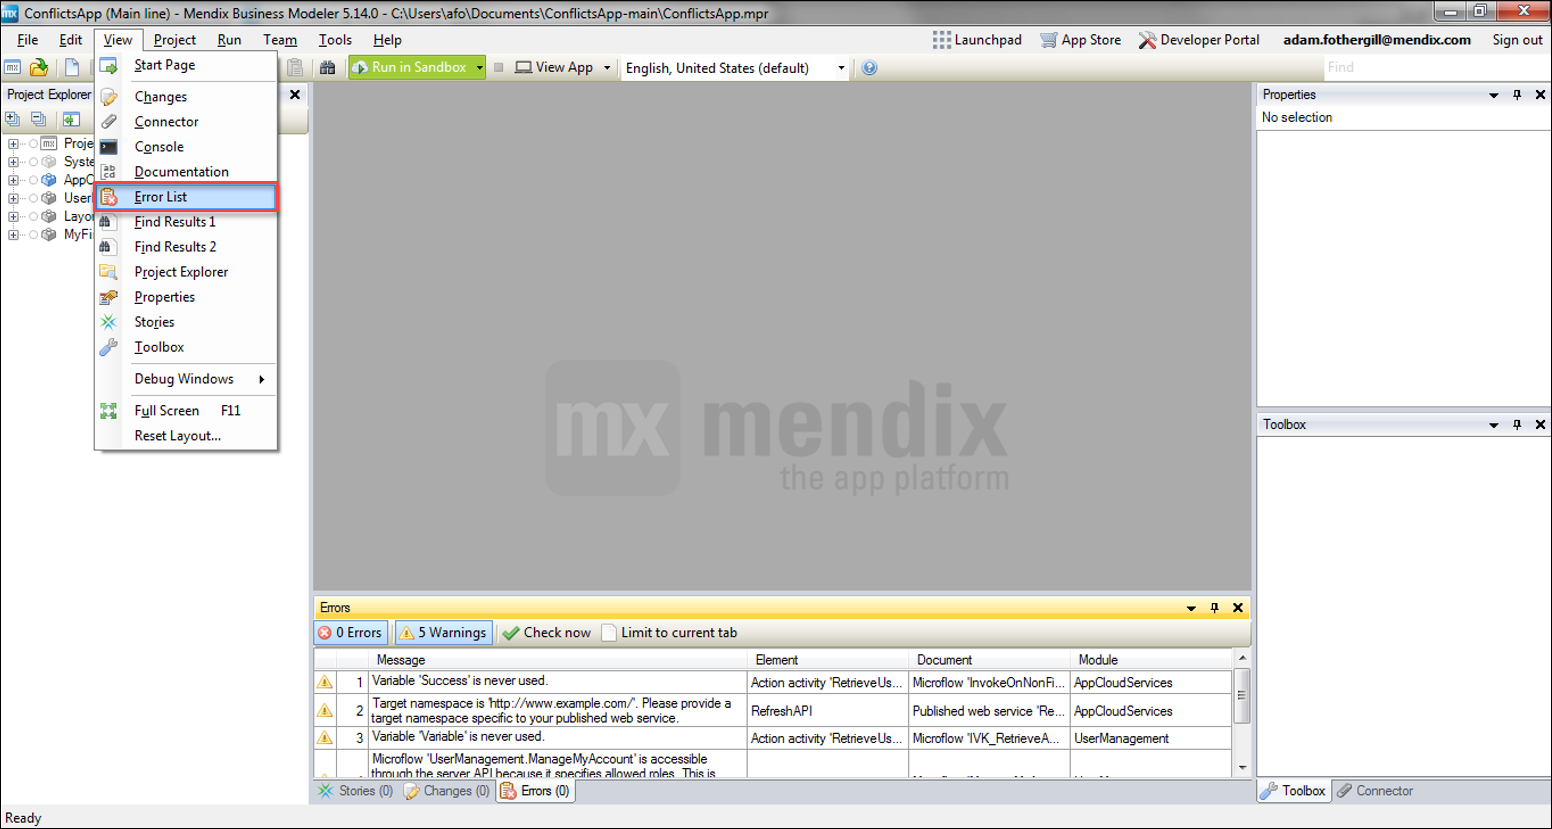 mx ConflictsApp (Main line) - Mendix Business Modeler 5.14.0 - C:\Users\afo\Documents\ConflictsApp-main\ConflictsApp.mpr
File Edit View Project Run Team Tools Help
Launchpad App Store Developer Portal adam.fothergill@mendix.com Sign out
mx Run in Sandbox View App English, United States (default) Find
Project Explorer
Start Page
Changes
Connector
Console
ab cd Documentation
Error List
Find Results 1
Find Results 2
Project Explorer
Properties
Stories
Toolbox
Debug Windows
Full Screen F11
Reset Layout...
mx Proje
Syste
AppC
User
Layo
MyFi
mx mendix
the app platform
Properties
No selection
Toolbox
Errors
0 Errors 5 Warnings Check now Limit to current tab
Message Element Document Module
1 Variable 'Success' is never used. Action activity 'RetrieveUs... Microflow 'InvokeOnNonFi... AppCloudServices
2 Target namespace is 'http://www.example.com/'. Please provide a
target namespace specific to your published web service. RefreshAPI Published web service 'Re... AppCloudServices
3 Variable 'Variable' is never used. Action activity 'RetrieveUs... Microflow 'IVK_RetrieveA... UserManagement
Microflow 'UserManagement.ManageMyAccount' is accessible
through the server API because it specifies allowed roles. This is
Stories (0) Changes (0) Errors (0)
Toolbox Connector
Ready